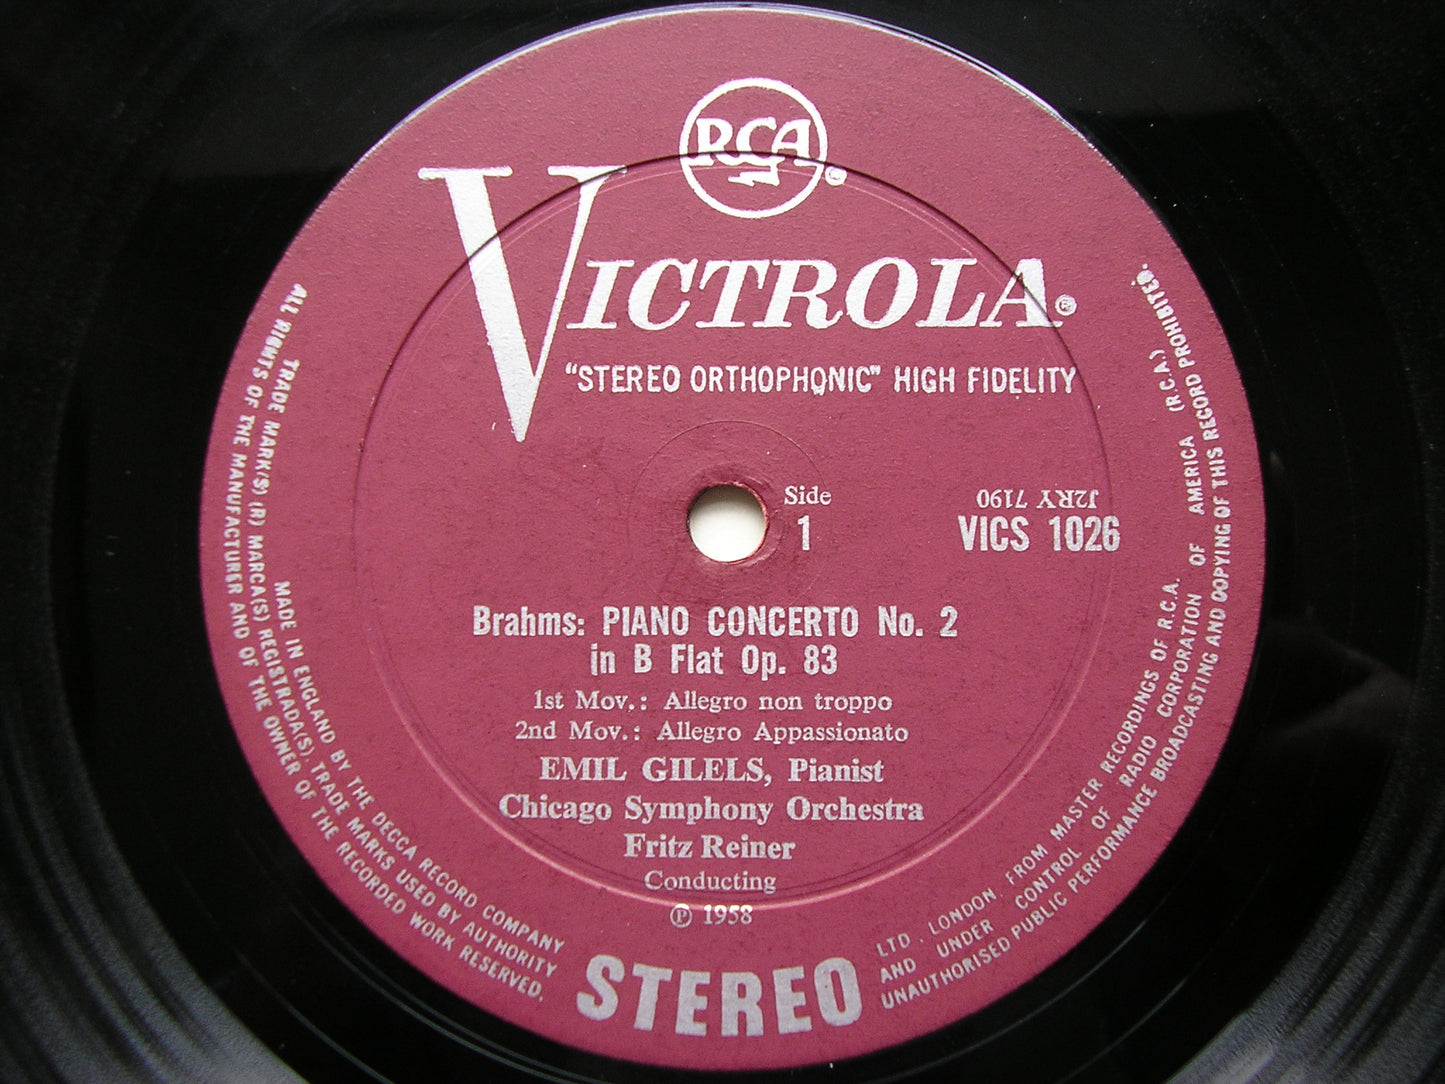 RCA
®
VICTROLA®
"STEREO ORTHOPHONIC" HIGH FIDELITY
Side
1
J2RY 7190
VICS 1026
Brahms: PIANO CONCERTO No. 2
in B Flat Op. 83
1st Mov.: Allegro non troppo
2nd Mov.: Allegro Appassionato
EMIL GILELS, Pianist
Chicago Symphony Orchestra
Fritz Reiner
Conducting
℗ 1958
STEREO
TRADE MARK(S) (R) MARCA(S) REGISTRADA(S) TRADE MARKS USED BY AUTHORITY
AND UNDER CONTROL OF RADIO CORPORATION OF AMERICA (R.C.A.)
MADE IN ENGLAND BY THE DECCA RECORD COMPANY
LTD. LONDON, FROM MASTER RECORDINGS OF R.C.A.
ALL RIGHTS OF THE MANUFACTURER AND OF THE OWNER OF THE RECORDED WORK RESERVED.
UNAUTHORISED PUBLIC PERFORMANCE BROADCASTING AND COPYING OF THIS RECORD PROHIBITED.